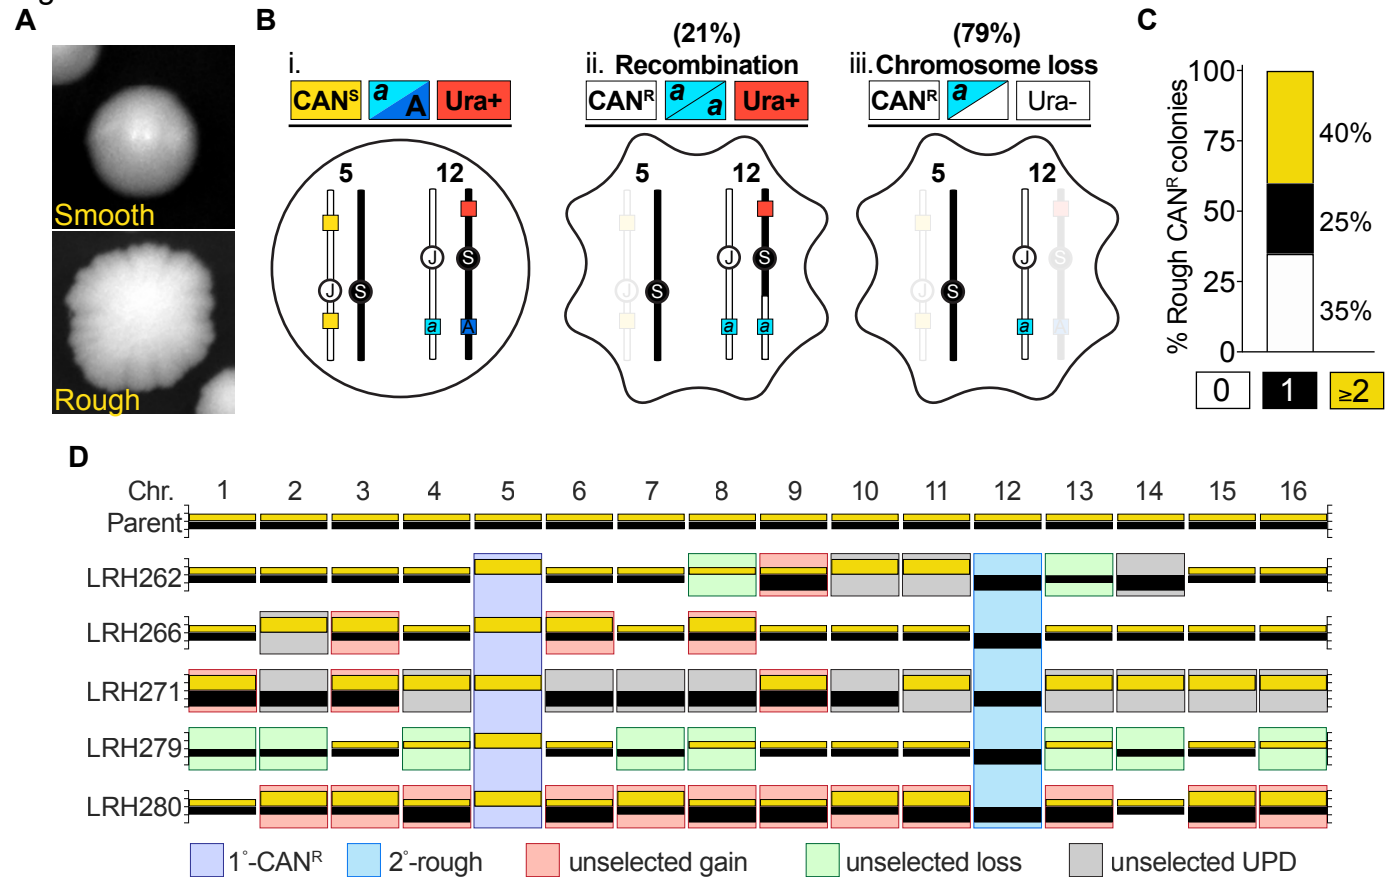 A
Smooth
Rough
B
i.
CANS
a
A
Ura+
5
12
J
S
J
S
a
A
(21%)
ii. Recombination
CANR
a
a
Ura+
5
12
J
S
J
S
a
a
(79%)
iii. Chromosome loss
CANR
a
Ura-
5
12
J
S
J
S
a
A
C
% Rough CANR colonies
100
75
50
25
0
40%
25%
35%
0
1
≥2
D
Chr. 1 2 3 4 5 6 7 8 9 10 11 12 13 14 15 16
Parent
LRH262
LRH266
LRH271
LRH279
LRH280
1°-CANR
2°-rough
unselected gain
unselected loss
unselected UPD